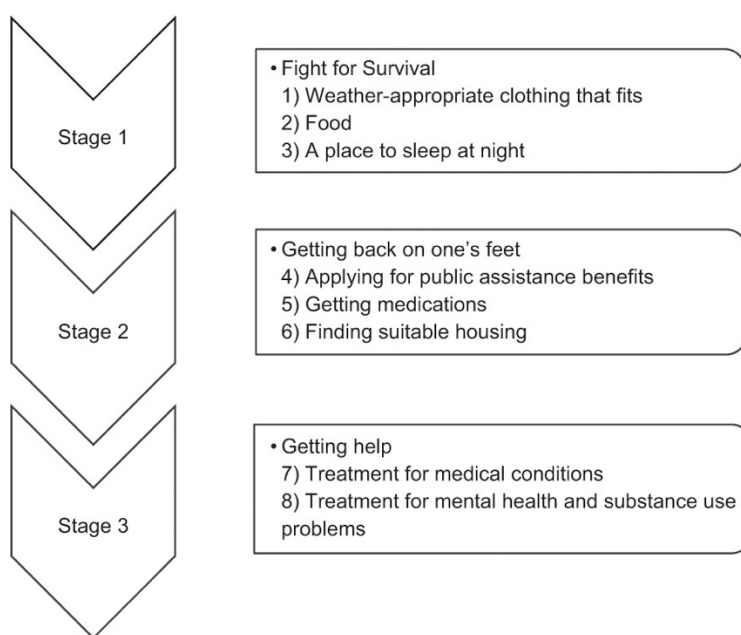 Stage 1
• Fight for Survival
1) Weather-appropriate clothing that fits
2) Food
3) A place to sleep at night
Stage 2
• Getting back on one's feet
4) Applying for public assistance benefits
5) Getting medications
6) Finding suitable housing
Stage 3
• Getting help
7) Treatment for medical conditions
8) Treatment for mental health and substance use
problems